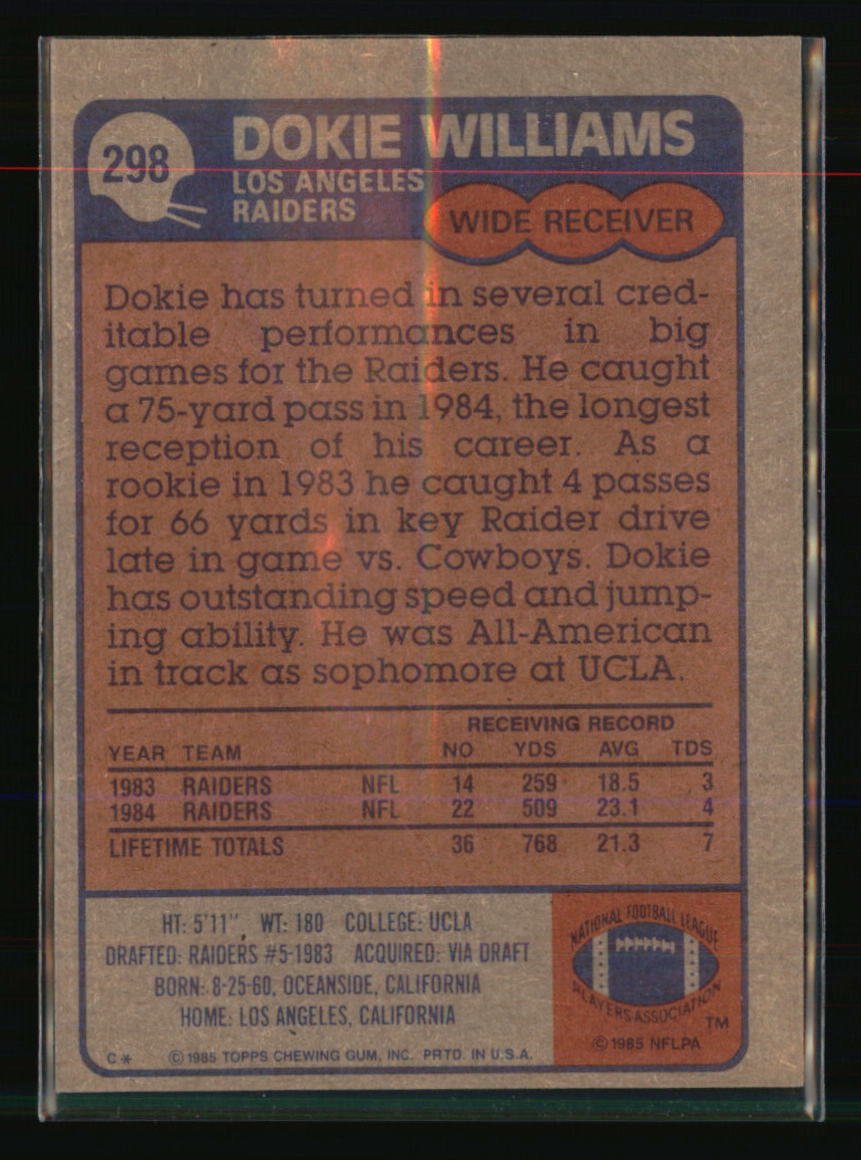 298
DOKIE WILLIAMS
LOS ANGELES
RAIDERS
WIDE RECEIVER
Dokie has turned in several cred-
itable performances in big
games for the Raiders. He caught
a 75-yard pass in 1984, the longest
reception of his career. As a
rookie in 1983 he caught 4 passes
for 66 yards in key Raider drive
late in game vs. Cowboys. Dokie
has outstanding speed and jump-
ing ability. He was All-American
in track as sophomore at UCLA.
RECEIVING RECORD
YEAR TEAM NO YDS AVG TDS
1983 RAIDERS NFL 14 259 18.5 3
1984 RAIDERS NFL 22 509 23.1 4
LIFETIME TOTALS 36 768 21.3 7
HT: 5'11", WT: 180 COLLEGE: UCLA
DRAFTED: RAIDERS #5-1983 ACQUIRED: VIA DRAFT
BORN: 8-25-60, OCEANSIDE, CALIFORNIA
HOME: LOS ANGELES, CALIFORNIA
C* © 1985 TOPPS CHEWING GUM, INC. PRTD. IN U.S.A.
NATIONAL FOOTBALL LEAGUE
PLAYERS ASSOCIATION
TM
© 1985 NFLPA